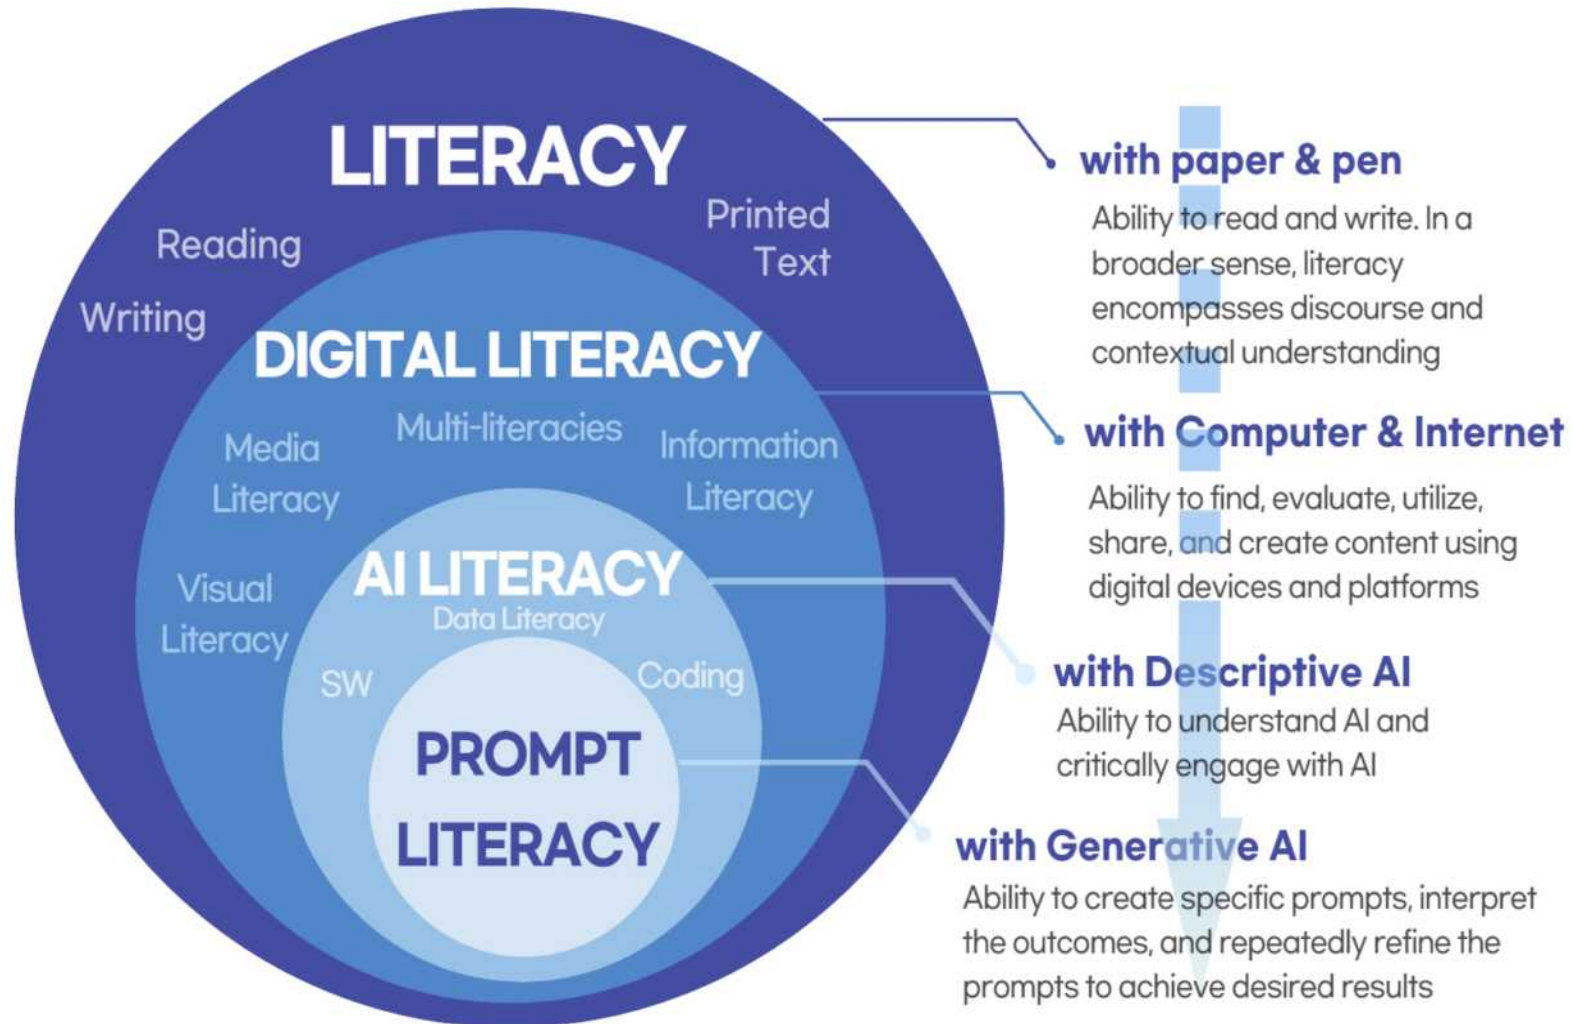 LITERACY
Reading
Writing
Printed
Text
DIGITAL LITERACY
Multi-literacies
Media
Literacy
Information
Literacy
Visual
Literacy
AI LITERACY
Data Literacy
SW
Coding
PROMPT
LITERACY
with paper & pen
Ability to read and write. In a
broader sense, literacy
encompasses discourse and
contextual understanding
with Computer & Internet
Ability to find, evaluate, utilize,
share, and create content using
digital devices and platforms
with Descriptive AI
Ability to understand AI and
critically engage with AI
with Generative AI
Ability to create specific prompts, interpret
the outcomes, and repeatedly refine the
prompts to achieve desired results